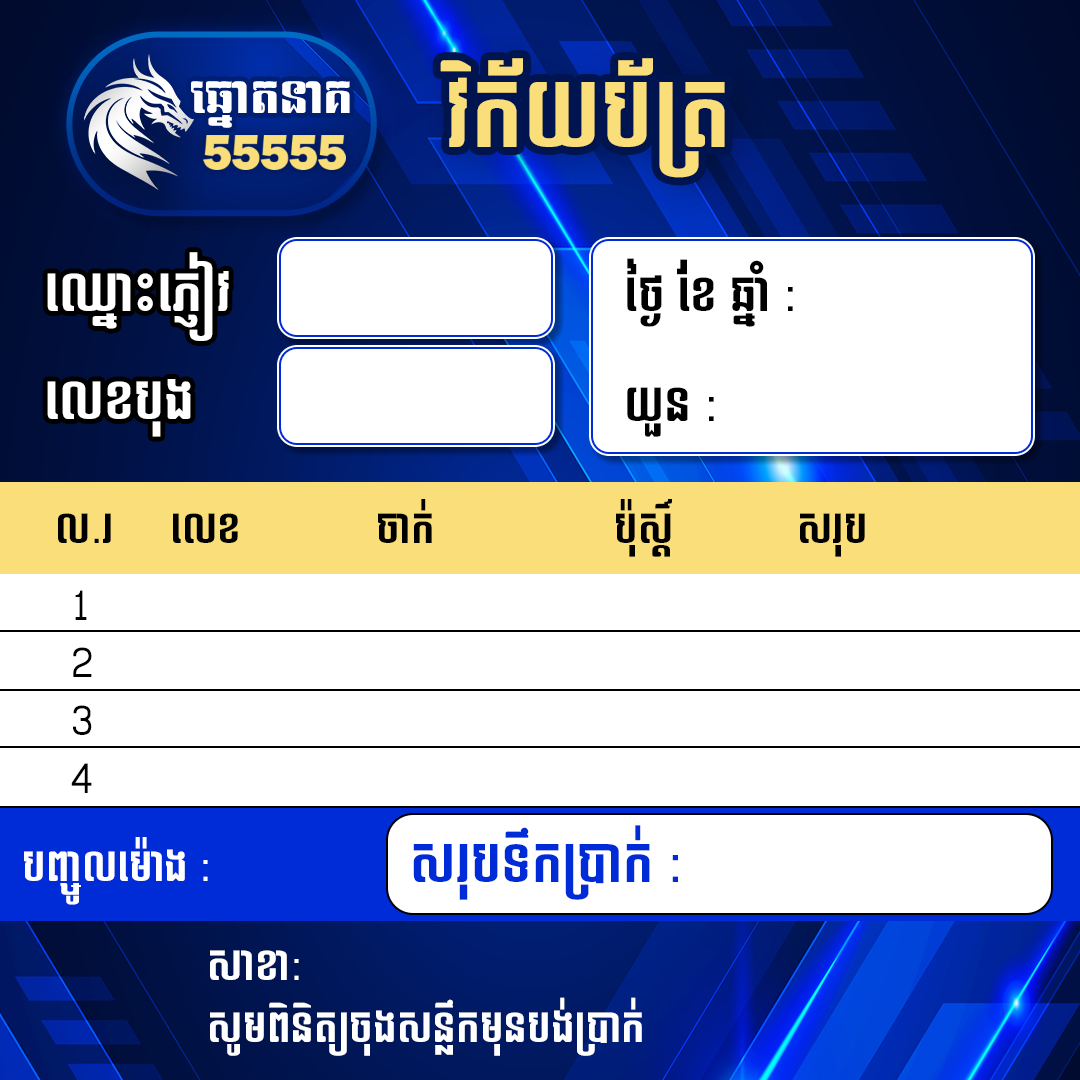 ឆ្នោតនាគ
55555
វិក័យប័ត្រ
ឈ្មោះភ្ញៀវ
លេខបុង
ថ្ងៃ ខែ ឆ្នាំ :
យួន :
ល.រ លេខ ចាក់ ប៉ុស្តិ៍ សរុប
1
2
3
4
បញ្ចូលម៉ោង :
សរុបទឹកប្រាក់ :
សាខា:
សូមពិនិត្យចុងសន្លឹកមុនបង់ប្រាក់